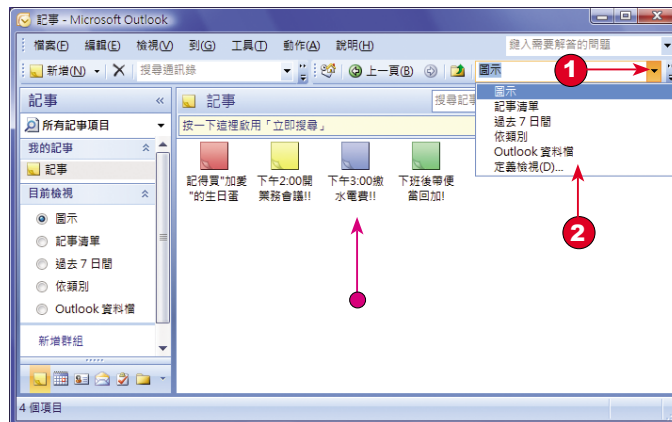 記事 - Microsoft Outlook
檔案(F) 編輯(E) 檢視(V) 到(G) 工具(T) 動作(A) 說明(H) 鍵入需要解答的問題
新增(N) 搜尋通訊錄 上一頁(B) 圖示
1
記事 «
所有記事項目
我的記事
記事
目前檢視
圖示
記事清單
過去 7 日間
依類別
Outlook 資料檔
新增群組
記事 搜尋記事
按一下這裡啟用「立即搜尋」
記得買"加愛
"的生日蛋
下午2:00開
業務會議!!
下午3:00繳
水電費!!
下班後帶便
當回加!
圖示
記事清單
過去 7 日間
依類別
Outlook 資料檔
定義檢視(D)...
2
4 個項目